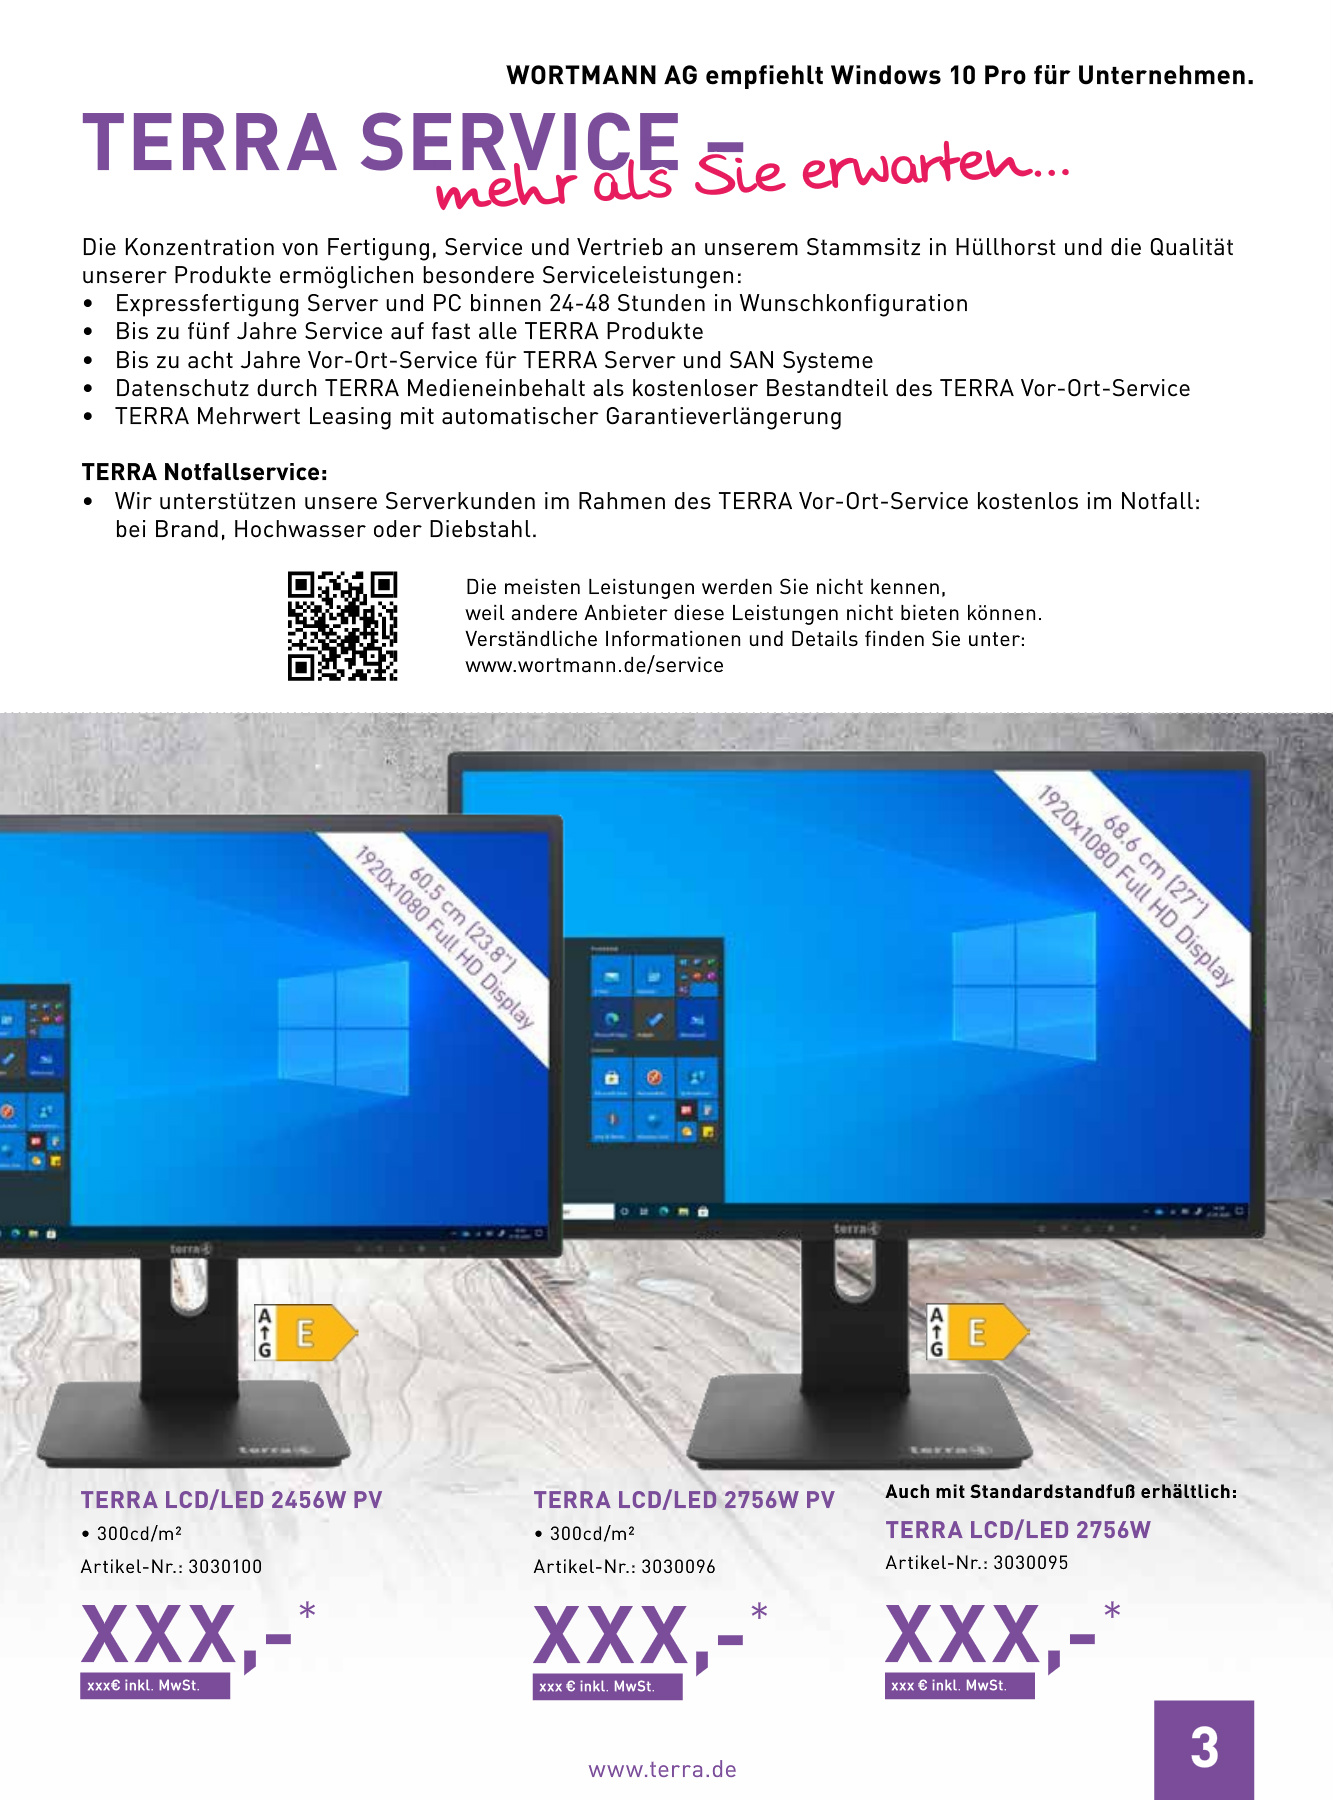 WORTMANN AG empfiehlt Windows 10 Pro für Unternehmen.
TERRA SERVICE –
mehr als Sie erwarten...
Die Konzentration von Fertigung, Service und Vertrieb an unserem Stammsitz in Hüllhorst und die Qualität
unserer Produkte ermöglichen besondere Serviceleistungen:
• Expressfertigung Server und PC binnen 24-48 Stunden in Wunschkonfiguration
• Bis zu fünf Jahre Service auf fast alle TERRA Produkte
• Bis zu acht Jahre Vor-Ort-Service für TERRA Server und SAN Systeme
• Datenschutz durch TERRA Medieneinbehalt als kostenloser Bestandteil des TERRA Vor-Ort-Service
• TERRA Mehrwert Leasing mit automatischer Garantieverlängerung
TERRA Notfallservice:
• Wir unterstützen unsere Serverkunden im Rahmen des TERRA Vor-Ort-Service kostenlos im Notfall:
bei Brand, Hochwasser oder Diebstahl.
Die meisten Leistungen werden Sie nicht kennen,
weil andere Anbieter diese Leistungen nicht bieten können.
Verständliche Informationen und Details finden Sie unter:
www.wortmann.de/service
60.5 cm (23.8")
1920x1080 Full HD Display
68.6 cm (27")
1920x1080 Full HD Display
terra
terra
A
G
E
A
G
E
terra
terra
TERRA LCD/LED 2456W PV
• 300cd/m²
Artikel-Nr.: 3030100
XXX,-*
xxx€ inkl. MwSt.
TERRA LCD/LED 2756W PV
• 300cd/m²
Artikel-Nr.: 3030096
XXX,-*
xxx € inkl. MwSt.
Auch mit Standardstandfuß erhältlich:
TERRA LCD/LED 2756W
Artikel-Nr.: 3030095
XXX,-*
xxx € inkl. MwSt.
www.terra.de
3